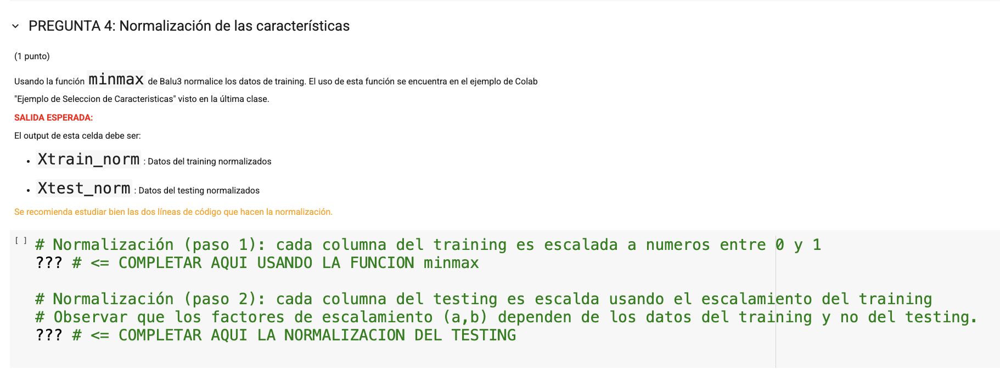 PREGUNTA 4: Normalización de las características
(1 punto)
Usando la función minmax de Balu3 normalice los datos de training. El uso de esta función se encuentra en el ejemplo de Colab
"Ejemplo de Seleccion de Caracteristicas" visto en la última clase.
SALIDA ESPERADA:
El output de esta celda debe ser:
• Xtrain_norm : Datos del training normalizados
• Xtest_norm : Datos del testing normalizados
Se recomienda estudiar bien las dos líneas de código que hacen la normalización.
[ ] # Normalización (paso 1): cada columna del training es escalada a numeros entre 0 y 1
??? # <= COMPLETAR AQUI USANDO LA FUNCION minmax
# Normalización (paso 2): cada columna del testing es escalda usando el escalamiento del training
# Observar que los factores de escalamiento (a,b) dependen de los datos del training y no del testing.
??? # <= COMPLETAR AQUI LA NORMALIZACION DEL TESTING